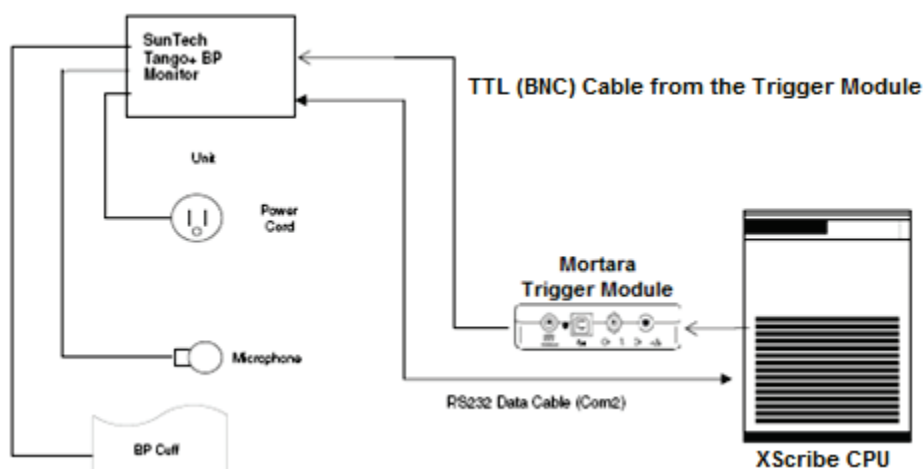 SunTech
Tango+ BP
Monitor
TTL (BNC) Cable from the Trigger Module
Unit
Power
Cord
Mortara
Trigger Module
Microphone
RS232 Data Cable (Com2)
BP Cuff
XScribe CPU